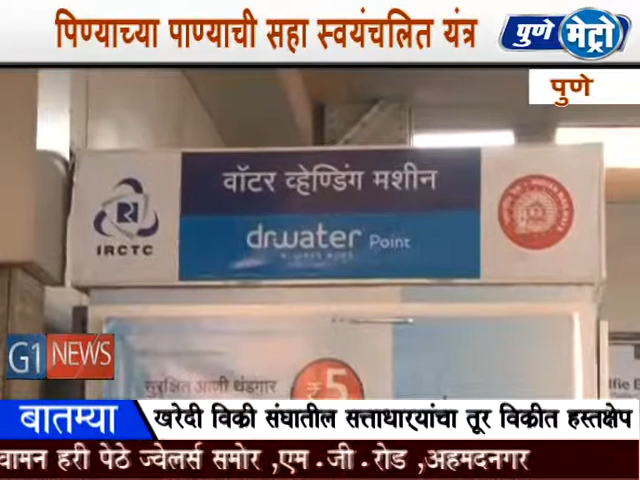 पिण्याच्या पाण्याची सहा स्वयंचलित यंत्र
पुणे मेट्रो
पुणे
वॉटर व्हेण्डिंग मशीन
IRCTC
drwater Point
सुरक्षित आणी थंडगार
₹5
G1 NEWS
बातम्या
खरेदी विक्री संघातील सत्ताधाऱ्यांचा तूर विक्रीत हस्तक्षेप
वामन हरी पेठे ज्वेलर्स समोर ,एम .जी .रोड ,अहमदनगर